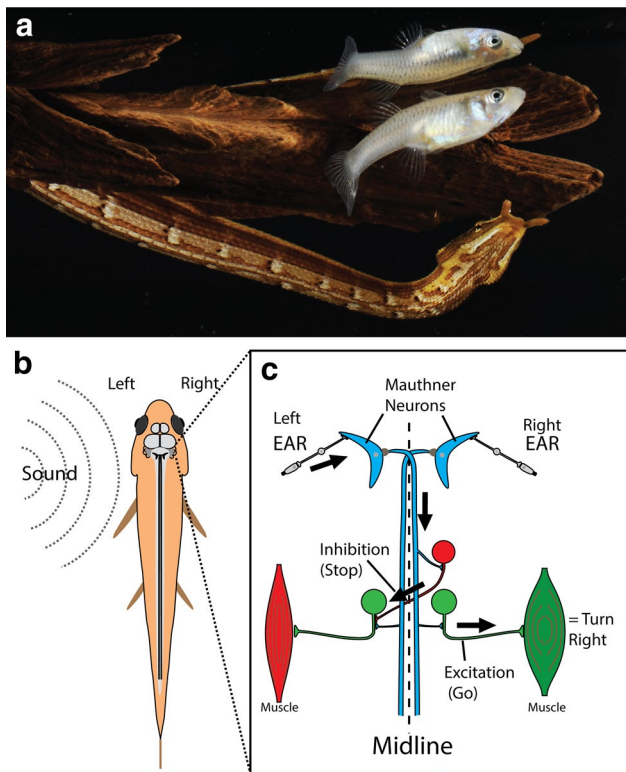 a
b
Left
Right
Sound
c
Mauthner
Neurons
Left
EAR
Right
EAR
Inhibition
(Stop)
= Turn
Right
Excitation
(Go)
Muscle
Muscle
Midline